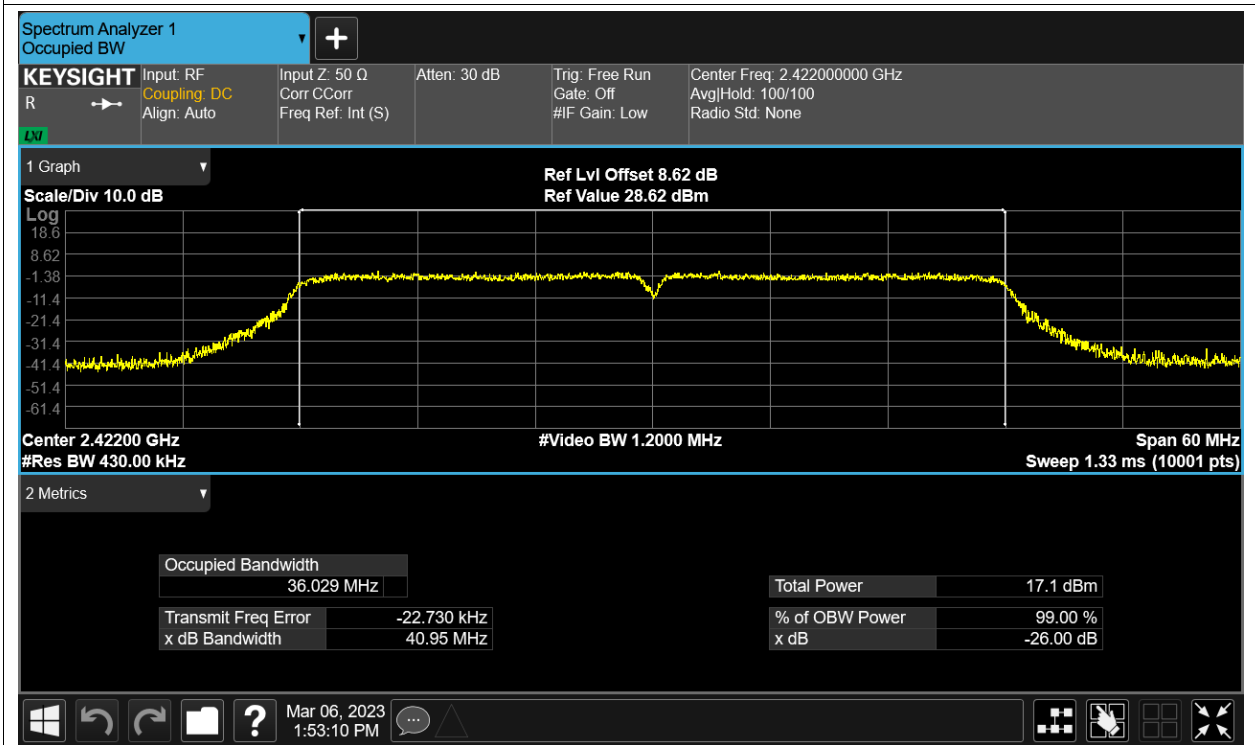 Spectrum Analyzer 1
Occupied BW
KEYSIGHT
R
LXI
Input: RF
Coupling: DC
Align: Auto
Input Z: 50 Ω
Corr CCorr
Freq Ref: Int (S)
Atten: 30 dB
Trig: Free Run
Gate: Off
#IF Gain: Low
Center Freq: 2.422000000 GHz
Avg|Hold: 100/100
Radio Std: None
1 Graph
Scale/Div 10.0 dB
Ref Lvl Offset 8.62 dB
Ref Value 28.62 dBm
Log
18.6
8.62
-1.38
-11.4
-21.4
-31.4
-41.4
-51.4
-61.4
Center 2.42200 GHz
#Video BW 1.2000 MHz
Span 60 MHz
#Res BW 430.00 kHz
Sweep 1.33 ms (10001 pts)
2 Metrics
Occupied Bandwidth
36.029 MHz
Total Power 17.1 dBm
Transmit Freq Error -22.730 kHz
% of OBW Power 99.00 %
x dB Bandwidth 40.95 MHz
x dB -26.00 dB
?
Mar 06, 2023
1:53:10 PM